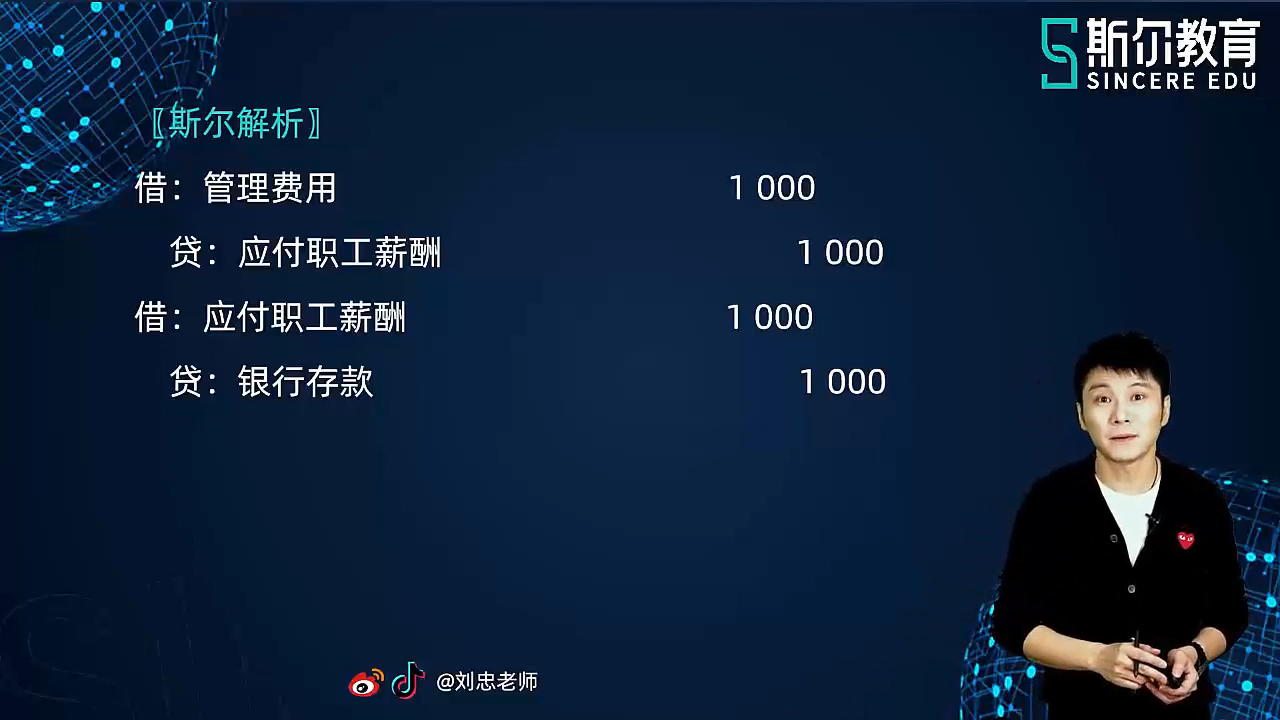 斯尔教育
SINCERE EDU
〖斯尔解析〗
借：管理费用 1 000
贷：应付职工薪酬 1 000
借：应付职工薪酬 1 000
贷：银行存款 1 000
@刘忠老师